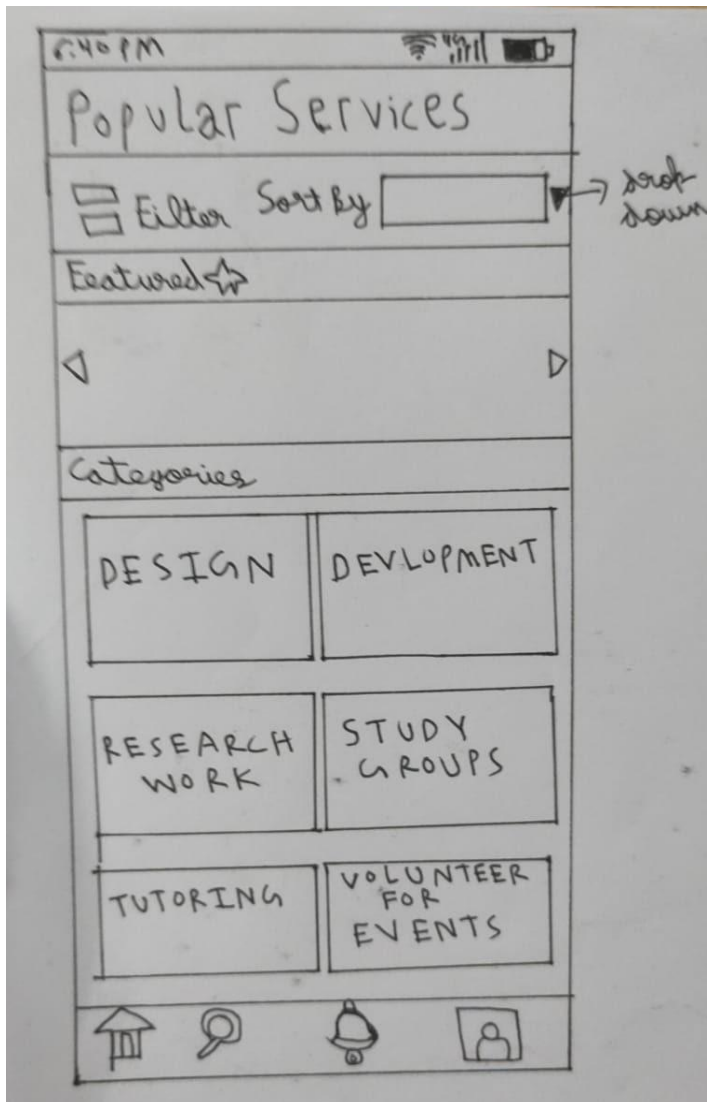 6:40 PM 4G
Popular Services
Filter Sort By
drop
down
Featured
Categories
DESIGN
DEVLOPMENT
RESEARCH
WORK
STUDY
GROUPS
TUTORING
VOLUNTEER
FOR
EVENTS